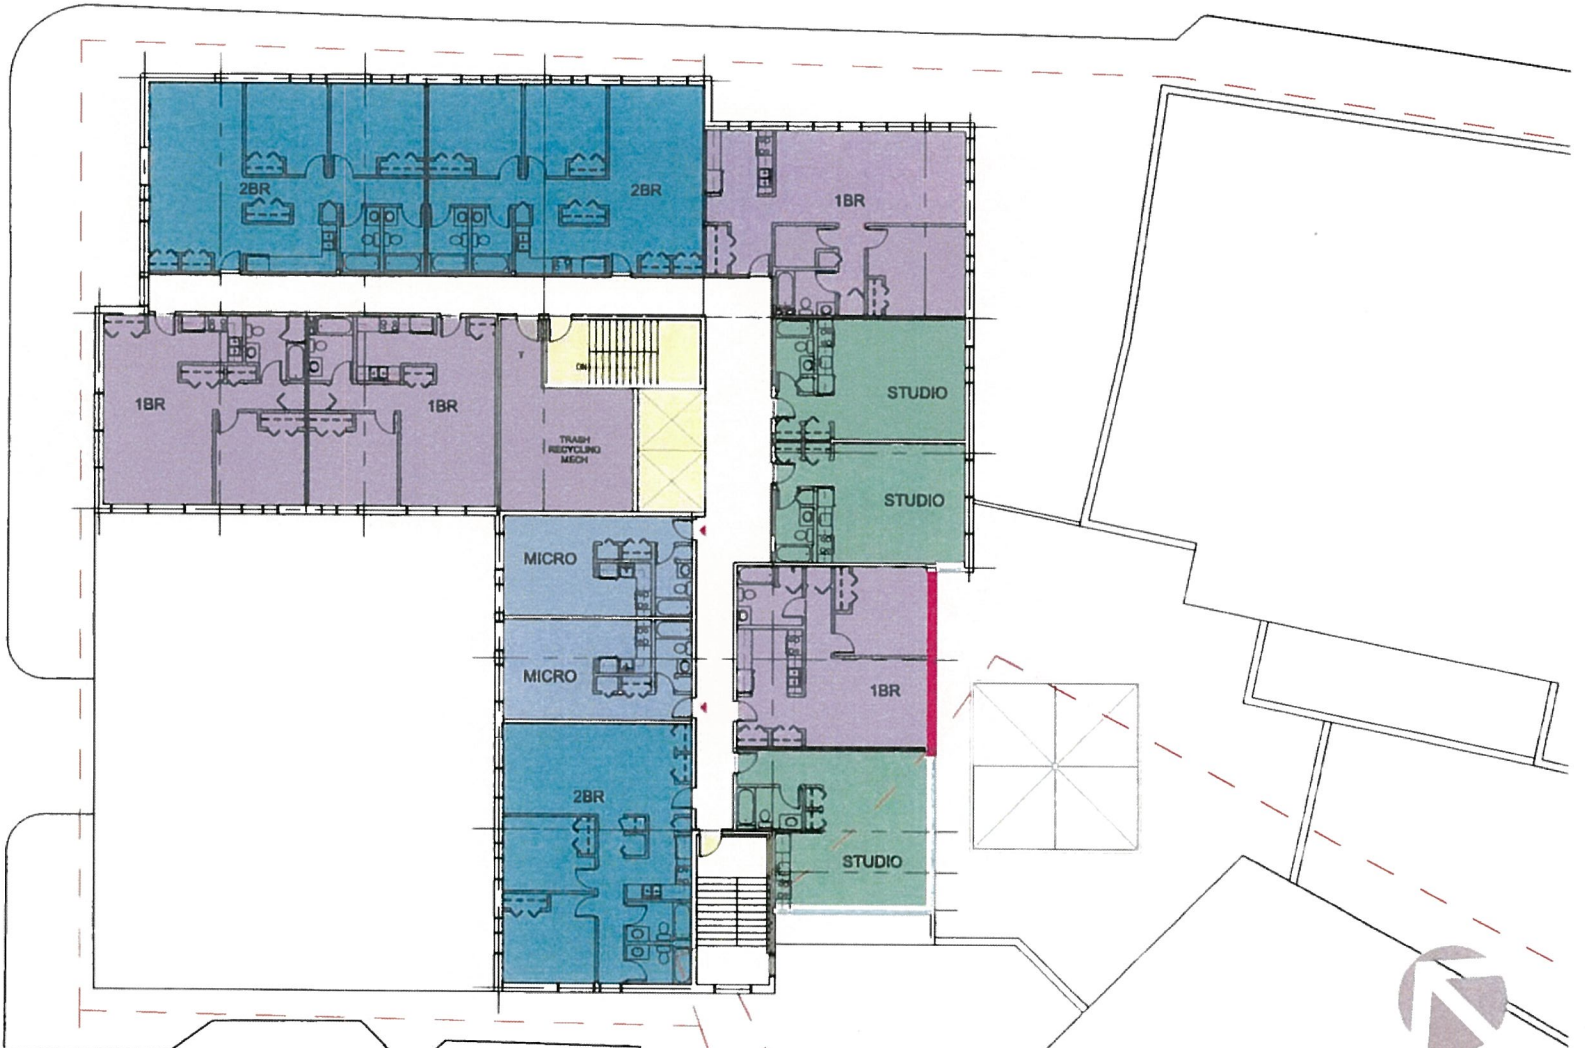 2BR
2BR
1BR
1BR
1BR
T
DN
TRASH
RECYCLING
MECH
STUDIO
STUDIO
MICRO
MICRO
1BR
2BR
STUDIO